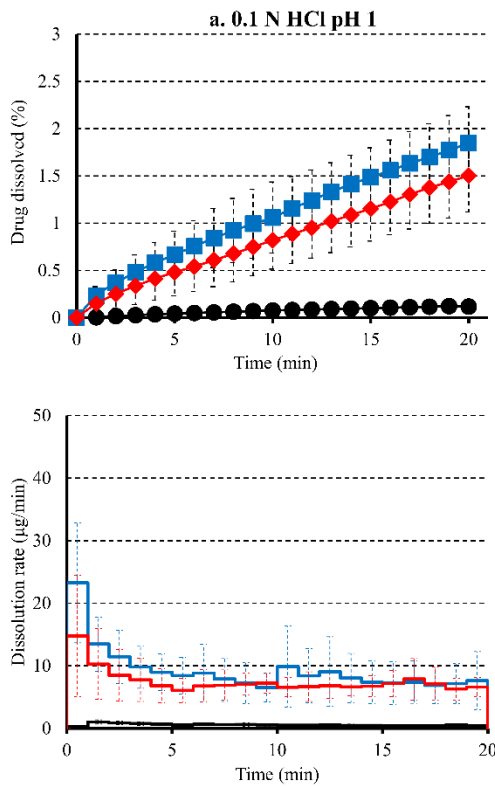 a. 0.1 N HCl pH 1
3
2.5
2
1.5
1
0.5
0
Drug dissolved (%)
0 5 10 15 20
Time (min)
50
40
30
20
10
0
Dissolution rate (µg/min)
0 5 10 15 20
Time (min)